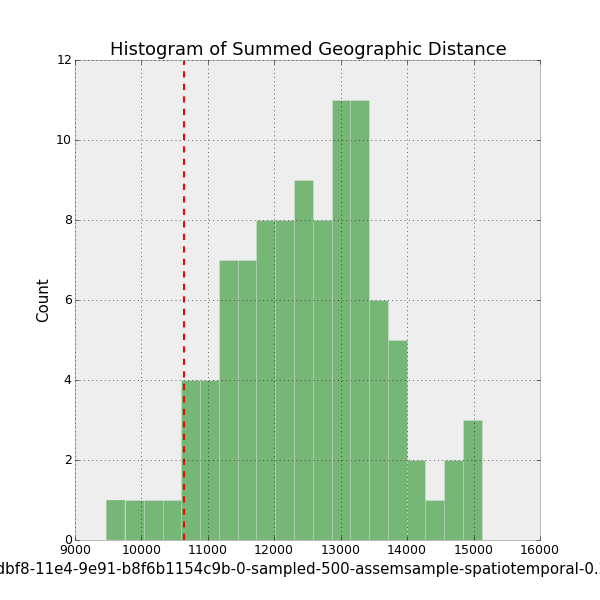 Histogram of Summed Geographic Distance
12
10
8
6
4
2
0
Count
9000 10000 11000 12000 13000 14000 15000 16000
dbf8-11e4-9e91-b8f6b1154c9b-0-sampled-500-assemsample-spatiotemporal-0.